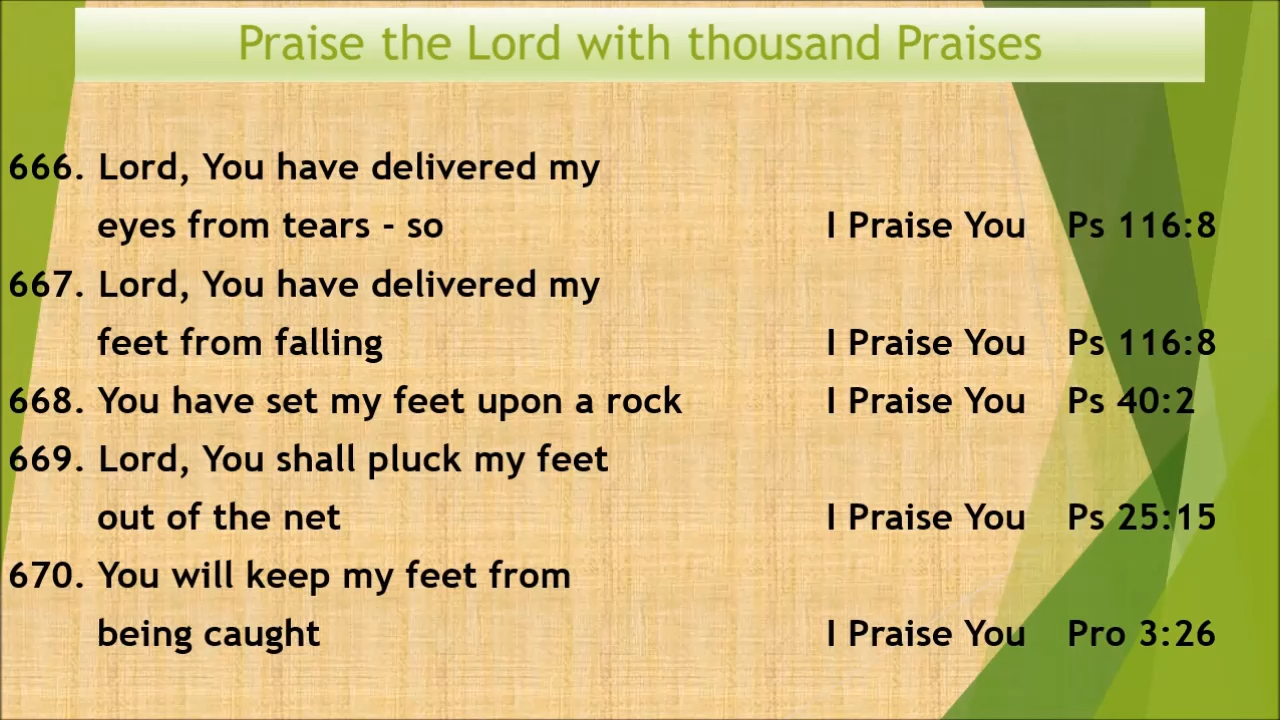 Praise the Lord with thousand Praises
666. Lord, You have delivered my
eyes from tears - so I Praise You Ps 116:8
667. Lord, You have delivered my
feet from falling I Praise You Ps 116:8
668. You have set my feet upon a rock I Praise You Ps 40:2
669. Lord, You shall pluck my feet
out of the net I Praise You Ps 25:15
670. You will keep my feet from
being caught I Praise You Pro 3:26